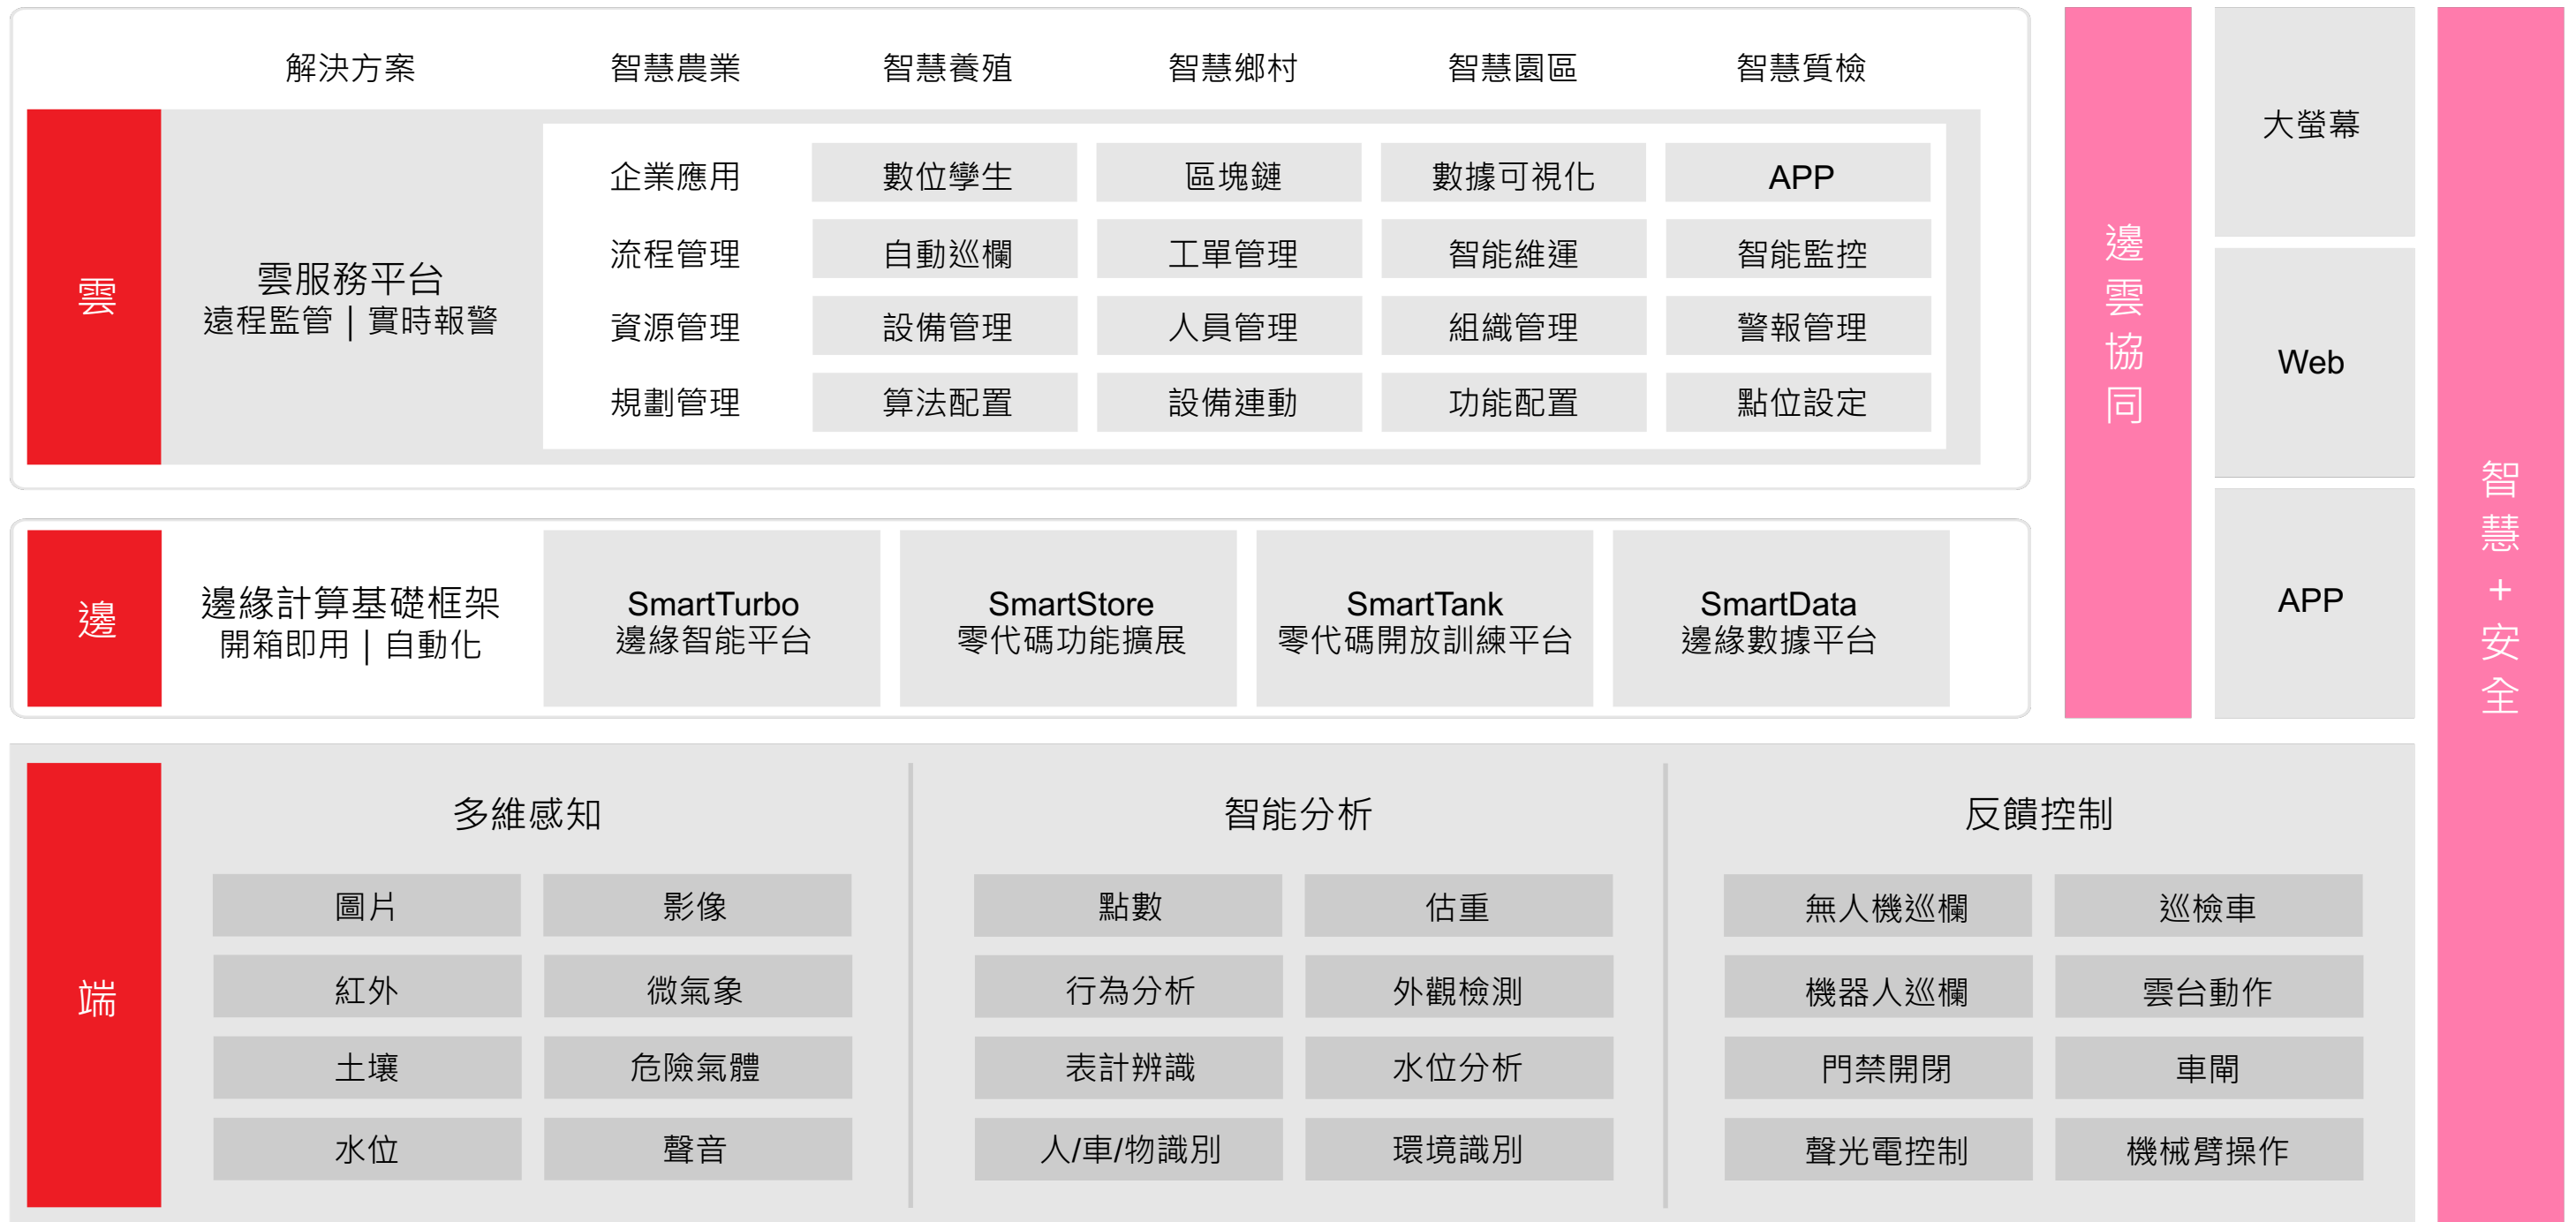 解決方案
智慧農業
智慧養殖
智慧鄉村
智慧園區
智慧質檢
雲
雲服務平台
遠程監管 | 實時報警
企業應用
數位孿生
區塊鏈
數據可視化
APP
流程管理
自動巡欄
工單管理
智能維運
智能監控
資源管理
設備管理
人員管理
組織管理
警報管理
規劃管理
算法配置
設備連動
功能配置
點位設定
邊
邊緣計算基礎框架
開箱即用 | 自動化
SmartTurbo
邊緣智能平台
SmartStore
零代碼功能擴展
SmartTank
零代碼開放訓練平台
SmartData
邊緣數據平台
邊雲協同
大螢幕
Web
APP
智慧+安全
端
多維感知
圖片
影像
紅外
微氣象
土壤
危險氣體
水位
聲音
智能分析
點數
估重
行為分析
外觀檢測
表計辨識
水位分析
人/車/物識別
環境識別
反饋控制
無人機巡欄
巡檢車
機器人巡欄
雲台動作
門禁開閉
車閘
聲光電控制
機械臂操作